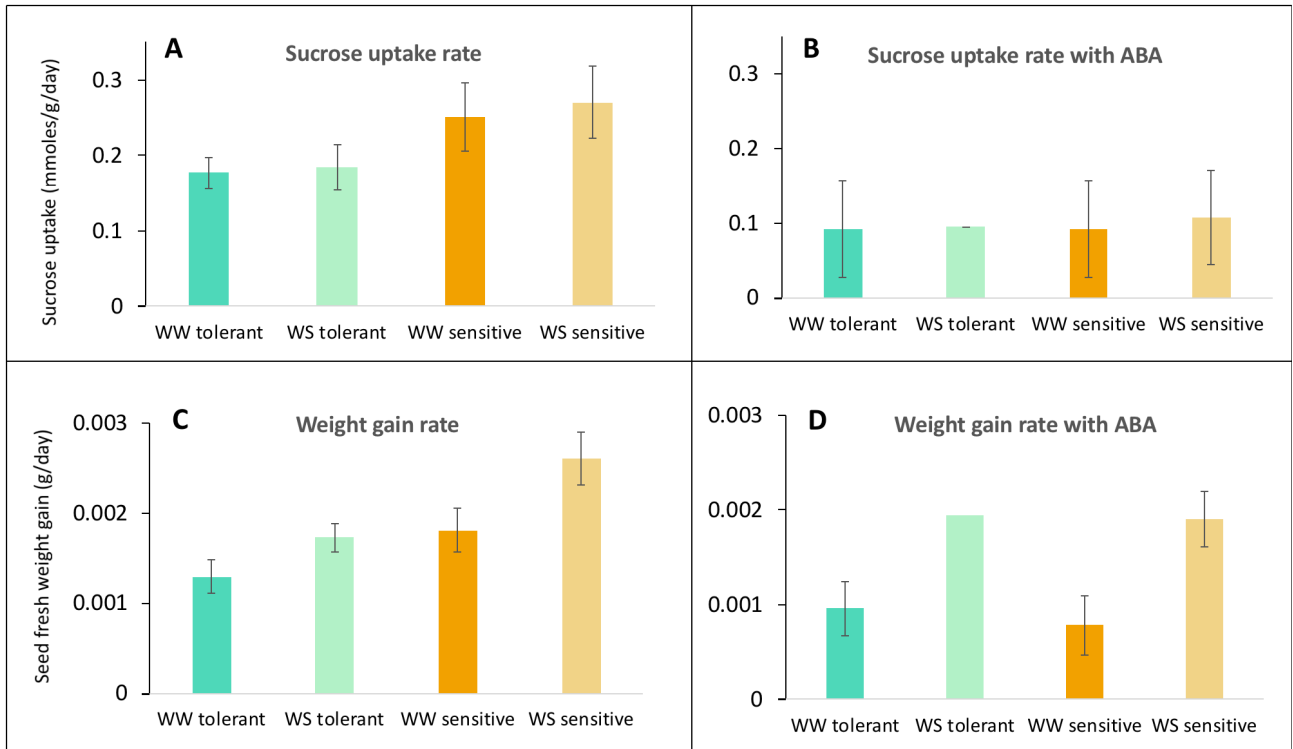 A
Sucrose uptake rate
Sucrose uptake (mmoles/g/day)
0.3
0.2
0.1
0
WW tolerant
WS tolerant
WW sensitive
WS sensitive
B
Sucrose uptake rate with ABA
0.3
0.2
0.1
0
WW tolerant
WS tolerant
WW sensitive
WS sensitive
C
Weight gain rate
Seed fresh weight gain (g/day)
0.003
0.002
0.001
0
WW tolerant
WS tolerant
WW sensitive
WS sensitive
D
Weight gain rate with ABA
0.003
0.002
0.001
0
WW tolerant
WS tolerant
WW sensitive
WS sensitive